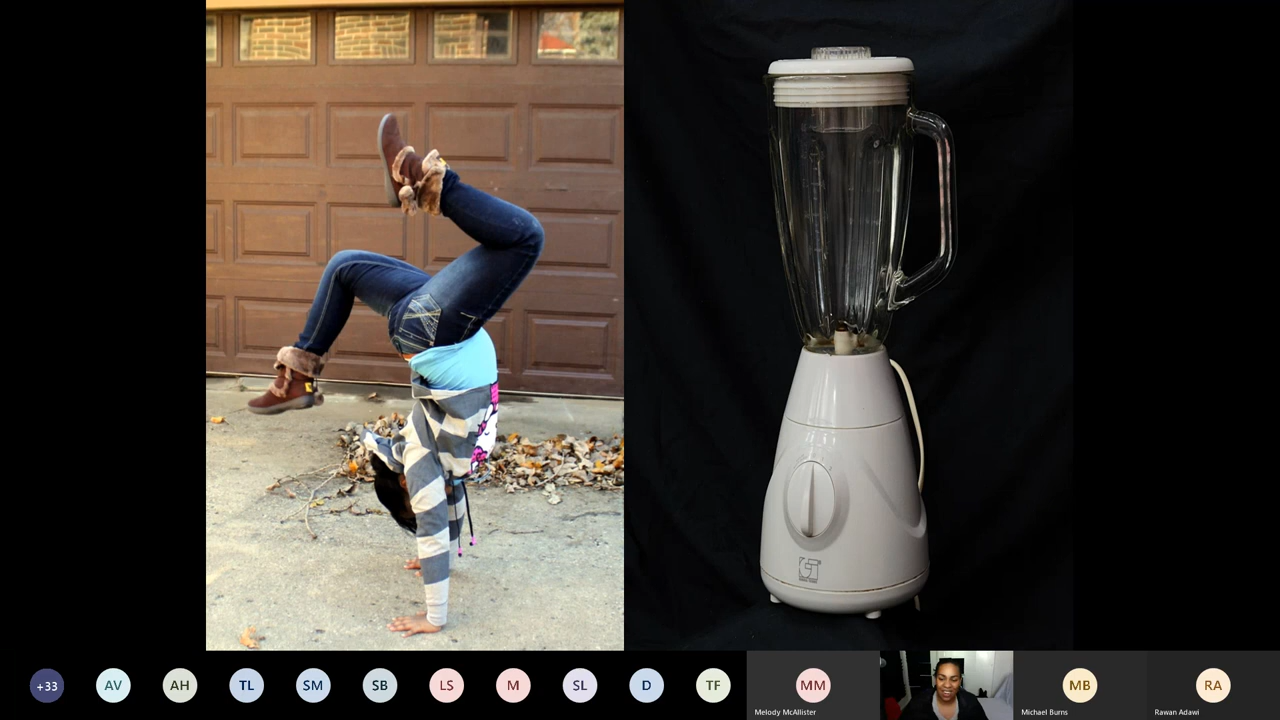 +33
AV
AH
TL
SM
SB
LS
M
SL
D
TF
MM
MB
RA
Melody McAllister
Michael Burns
Rawan Adawi